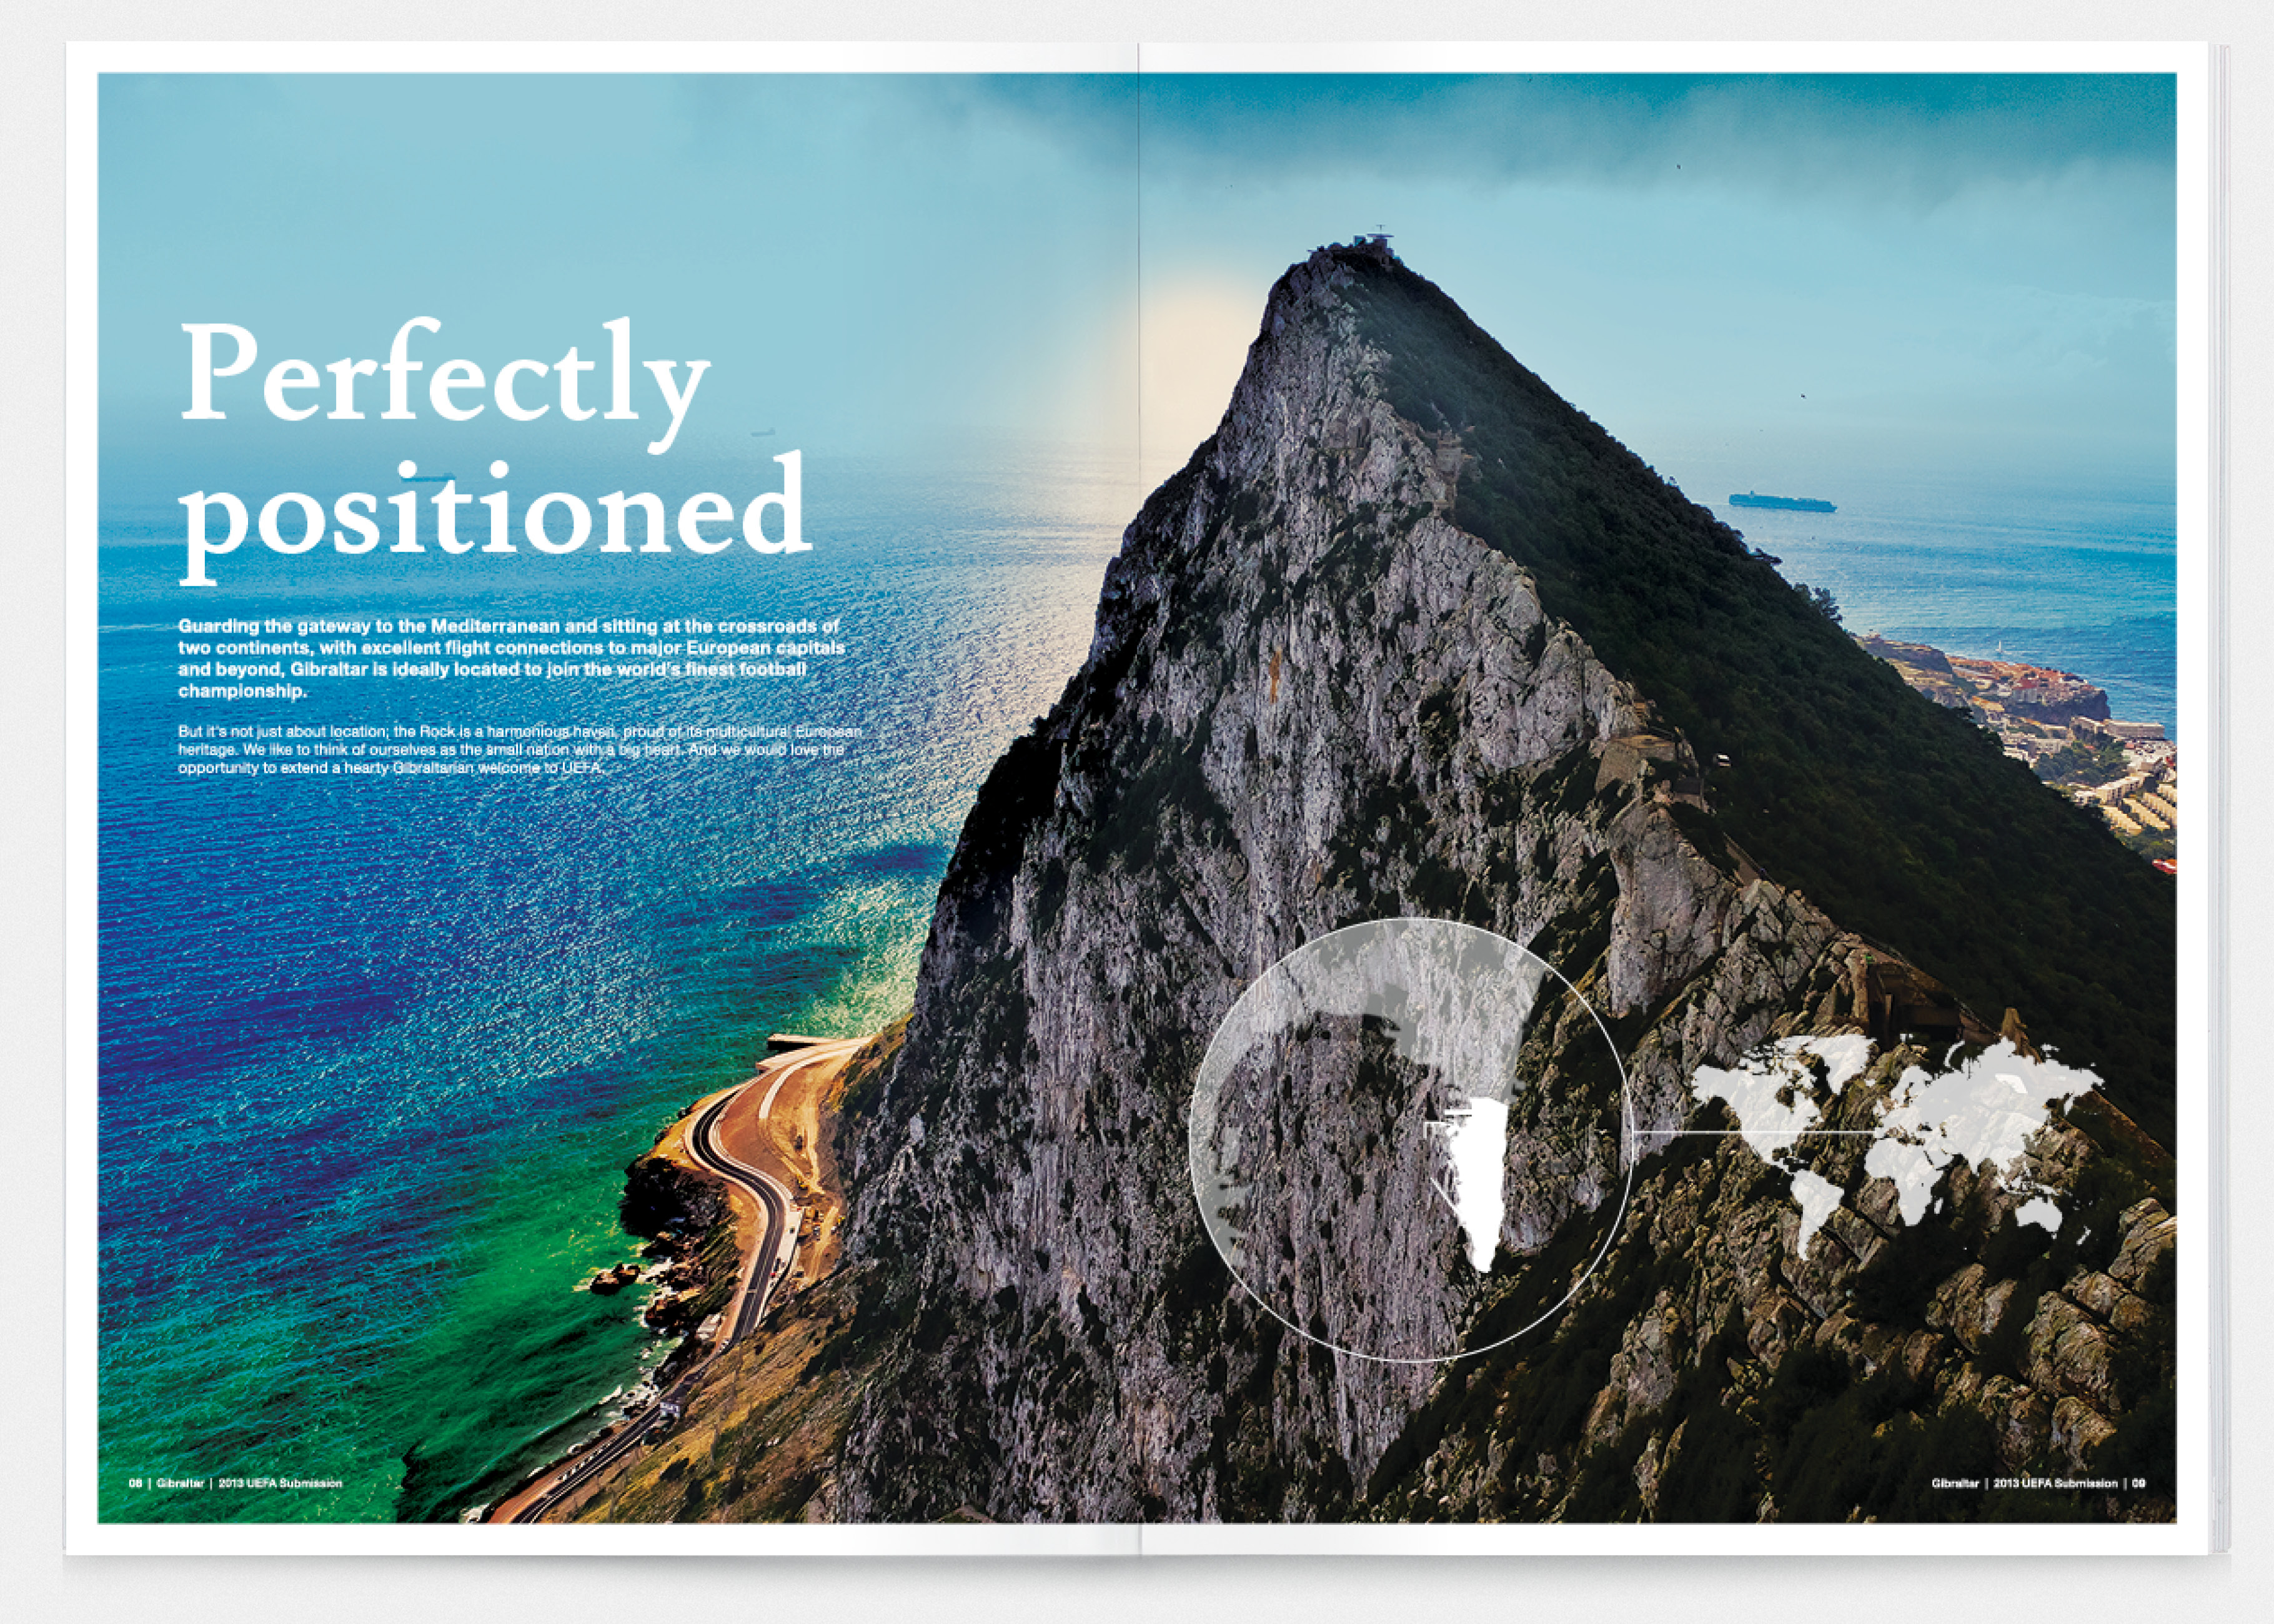 Perfectly
positioned
Guarding the gateway to the Mediterranean and sitting at the crossroads of
two continents, with excellent flight connections to major European capitals
and beyond, Gibraltar is ideally located to join the world's finest football
championship.
But it's not just about location; the Rock is a harmonious haven, proud of its multicultural European
heritage. We like to think of ourselves as the small nation with a big heart. And we would love the
opportunity to extend a hearty Gibraltarian welcome to UEFA.
08 | Gibraltar | 2013 UEFA Submission
Gibraltar | 2013 UEFA Submission | 09